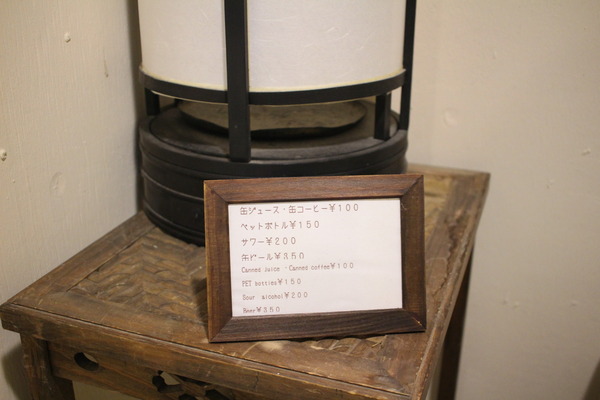 缶ジュース・缶コーヒー¥100
ペットボトル¥150
サワー¥200
缶ビール¥350
Canned Juice ・Canned coffee¥100
PET bottles¥150
Sour alcohol¥200
Beer¥350